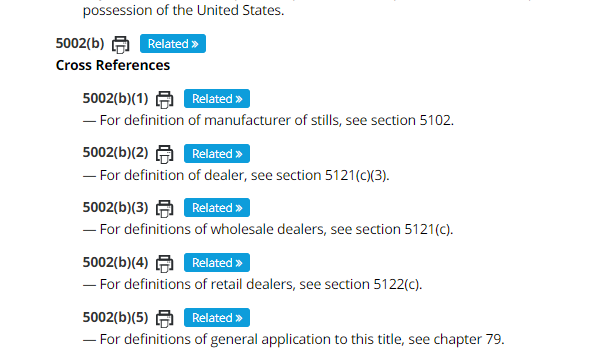 possession of the United States.
5002(b) Related »
Cross References
5002(b)(1) Related »
— For definition of manufacturer of stills, see section 5102.
5002(b)(2) Related »
— For definition of dealer, see section 5121(c)(3).
5002(b)(3) Related »
— For definitions of wholesale dealers, see section 5121(c).
5002(b)(4) Related »
— For definitions of retail dealers, see section 5122(c).
5002(b)(5) Related »
— For definitions of general application to this title, see chapter 79.